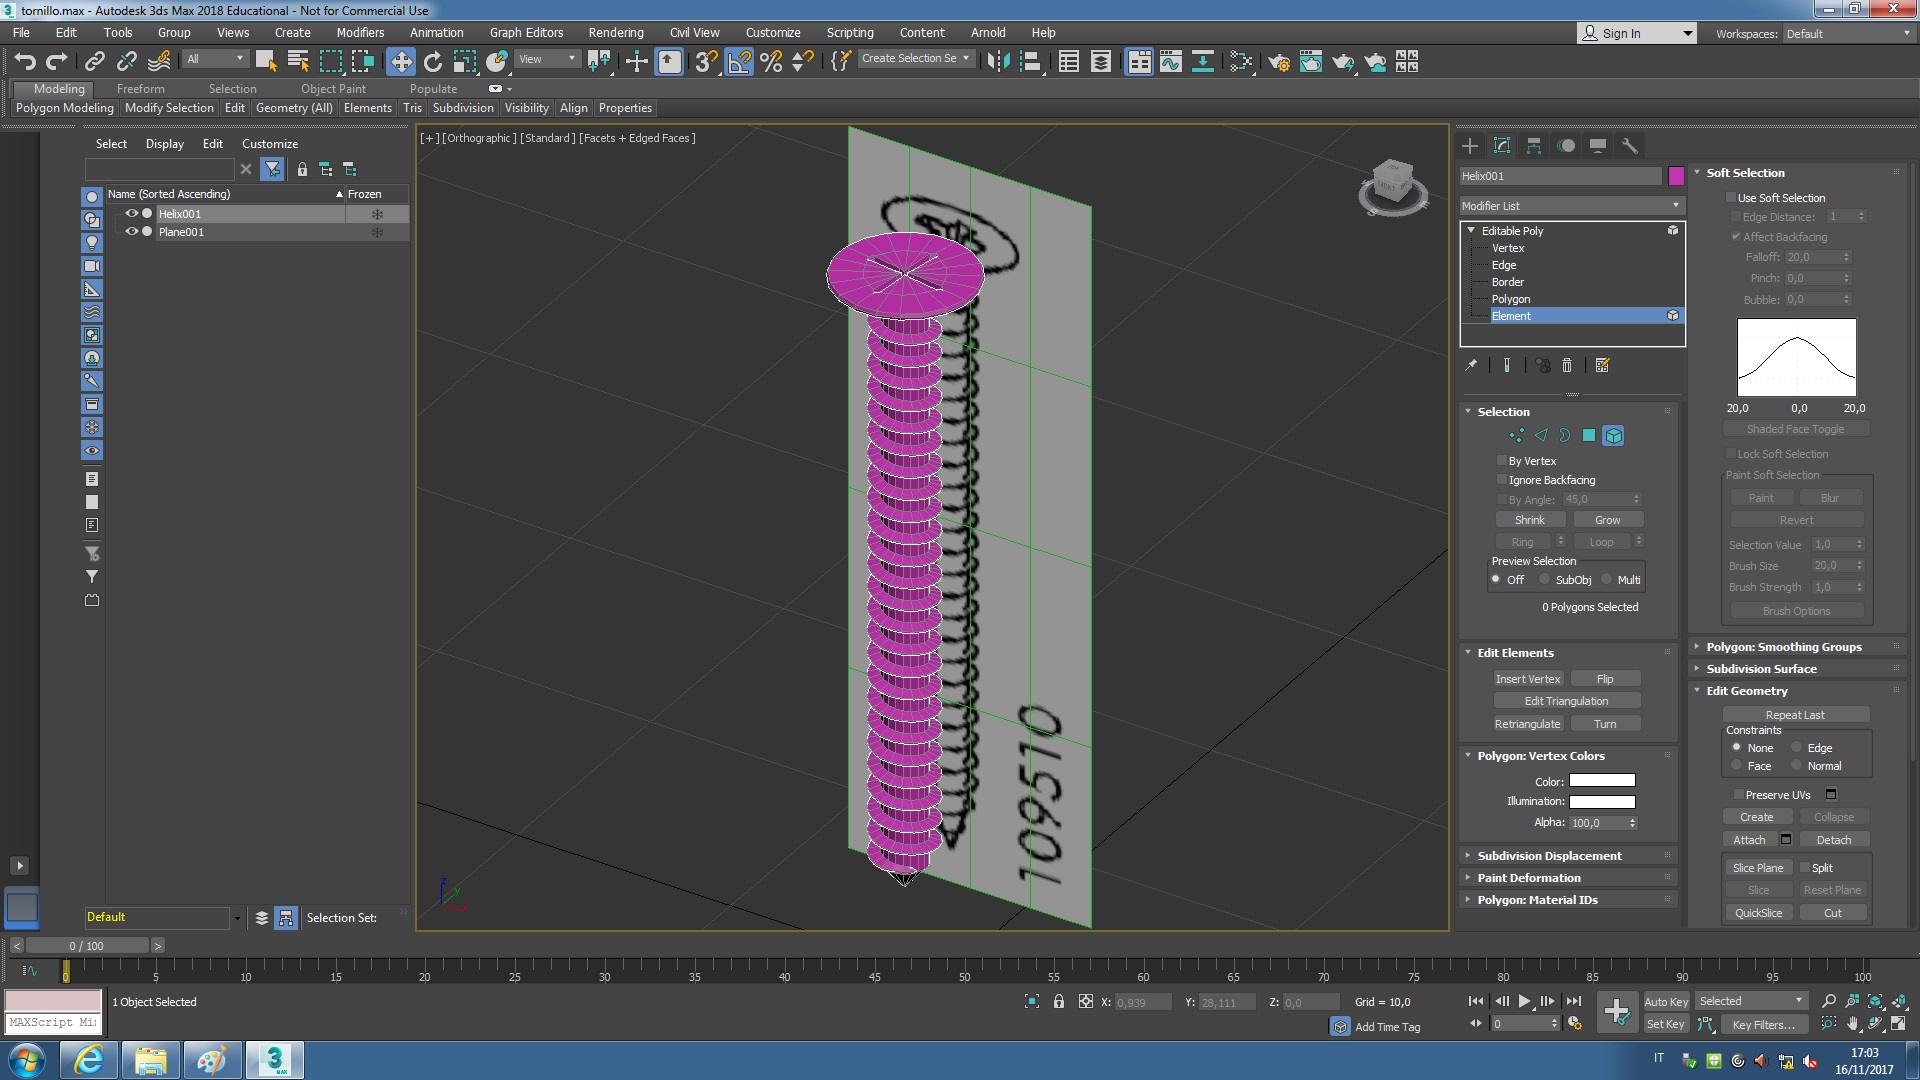 tornillo.max - Autodesk 3ds Max 2018 Educational - Not for Commercial Use
File Edit Tools Group Views Create Modifiers Animation Graph Editors Rendering Civil View Customize Scripting Content Arnold Help
Sign In
Workspaces: Default
All
View
Create Selection Se
Modeling Freeform Selection Object Paint Populate
Polygon Modeling Modify Selection Edit Geometry (All) Elements Tris Subdivision Visibility Align Properties
Select Display Edit Customize
Name (Sorted Ascending) Frozen
Helix001
Plane001
Default
Selection Set:
[+] [Orthographic] [Standard] [Facets + Edged Faces]
TOP
FRONT
109510
z
y
x
Helix001
Modifier List
Editable Poly
Vertex
Edge
Border
Polygon
Element
Selection
By Vertex
Ignore Backfacing
By Angle: 45,0
Shrink Grow
Ring Loop
Preview Selection
Off SubObj Multi
0 Polygons Selected
Edit Elements
Insert Vertex Flip
Edit Triangulation
Retriangulate Turn
Polygon: Vertex Colors
Color:
Illumination:
Alpha: 100,0
Subdivision Displacement
Paint Deformation
Polygon: Material IDs
Soft Selection
Use Soft Selection
Edge Distance: 1
Affect Backfacing
Falloff: 20,0
Pinch: 0,0
Bubble: 0,0
20,0 0,0 20,0
Shaded Face Toggle
Lock Soft Selection
Paint Soft Selection
Paint Blur
Revert
Selection Value 1,0
Brush Size 20,0
Brush Strength 1,0
Brush Options
Polygon: Smoothing Groups
Subdivision Surface
Edit Geometry
Repeat Last
Constraints
None Edge
Face Normal
Preserve UVs
Create Collapse
Attach Detach
Slice Plane Split
Slice Reset Plane
QuickSlice Cut
< 0 / 100 >
0 5 10 15 20 25 30 35 40 45 50 55 60 65 70 75 80 85 90 95 100
1 Object Selected
MAXScript Mi
X: 0,939 Y: 28,111 Z: 0,0 Grid = 10,0
Add Time Tag
0
Auto Key Selected
Set Key Key Filters...
3
MAX
IT
17:03
16/11/2017